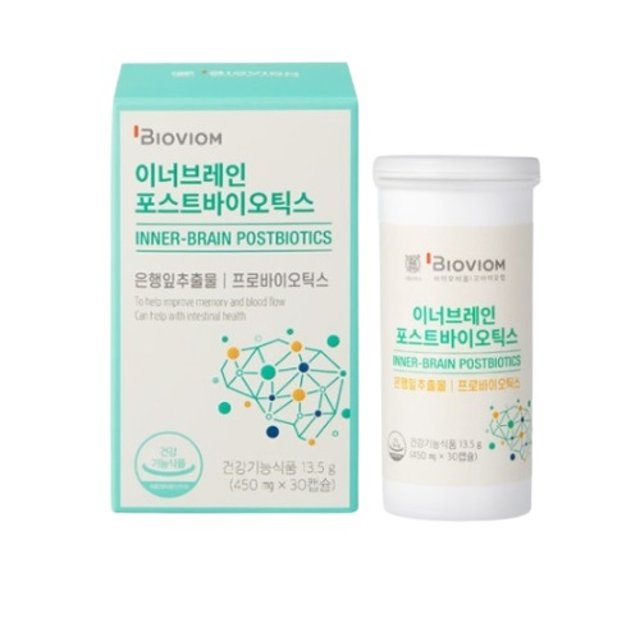 BIOVIOM
BIOVIOM
이너브레인
포스트바이오틱스
INNER-BRAIN POSTBIOTICS
은행잎추출물 | 프로바이오틱스
To help improve memory and blood flow
Can help with intestinal health
건강
기능식품
건강기능식품 13.5 g
(450 mg × 30캡슐)
BIOVIOM
이너브레인
포스트바이오틱스
INNER-BRAIN POSTBIOTICS
은행잎추출물 | 프로바이오틱스
건강기능식품 13.5 g
(450 mg × 30캡슐)